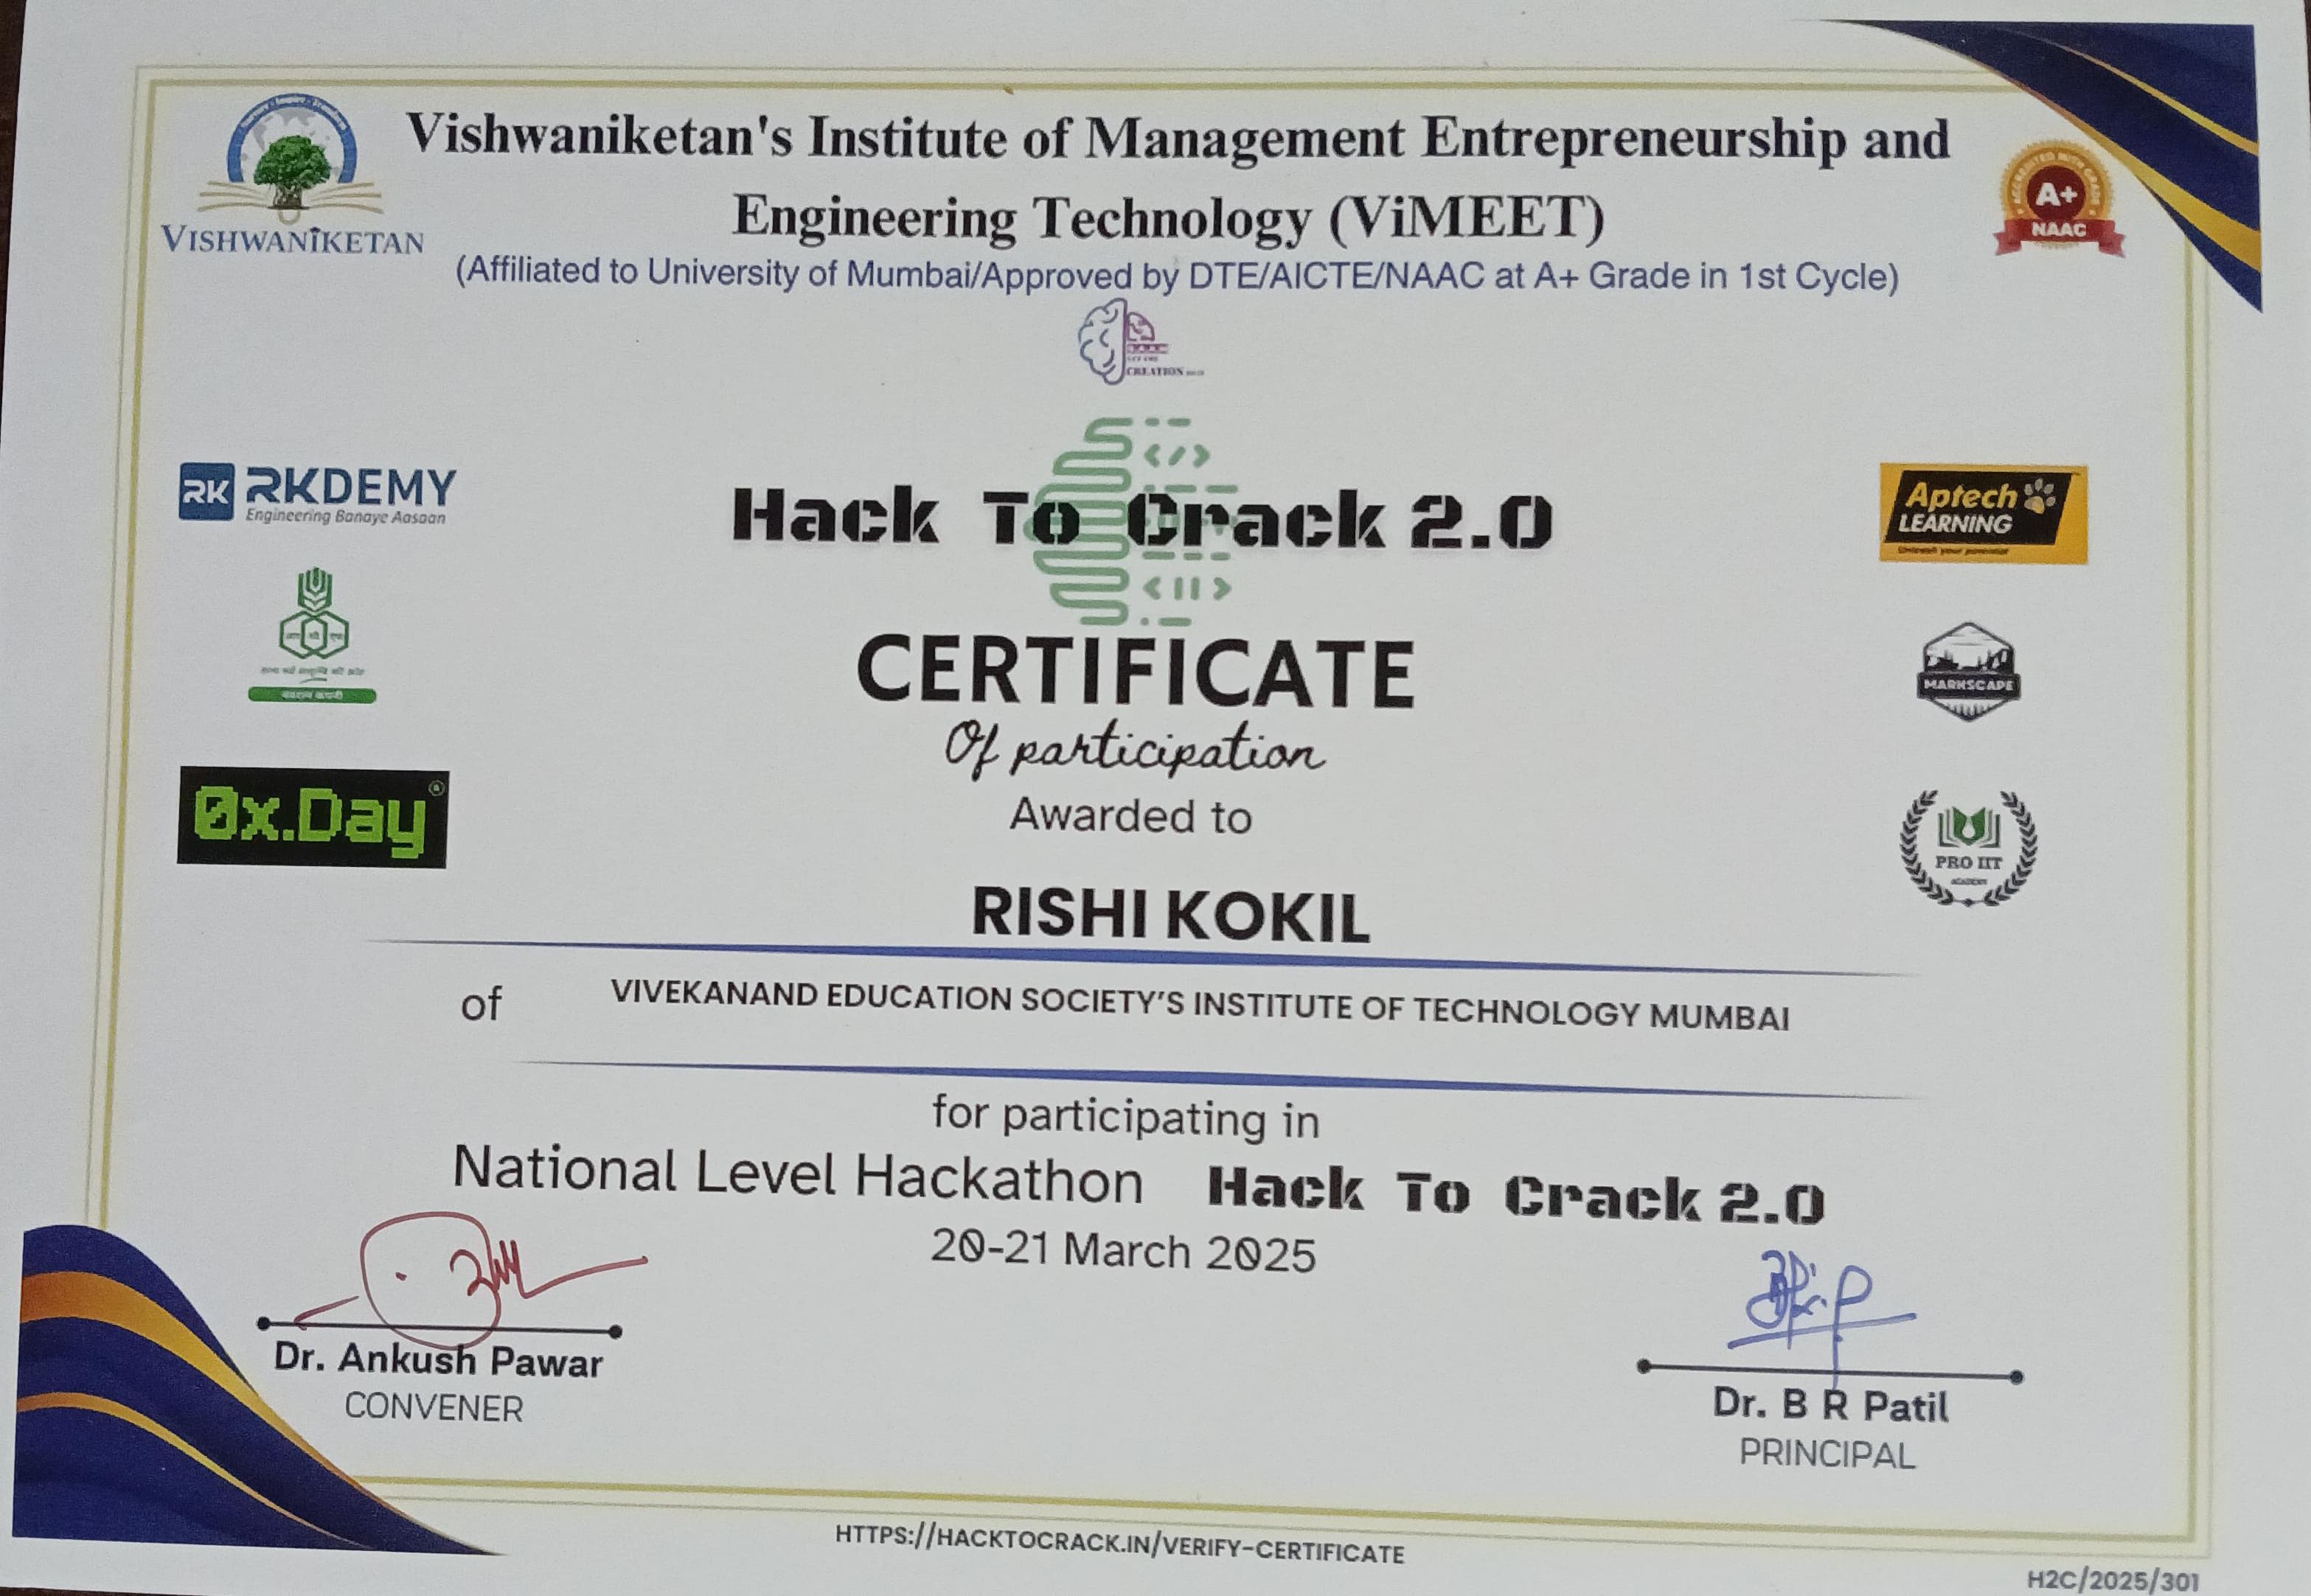 Vishwaniketan's Institute of Management Entrepreneurship and
Engineering Technology (ViMEET)
(Affiliated to University of Mumbai/Approved by DTE/AICTE/NAAC at A+ Grade in 1st Cycle)
VISHWANIKETAN
A+
NAAC
CREATION
RK RKDEMY
Engineering Banaye Aasaan
Aptech
LEARNING
Unleash your potential
Hack To Crack 2.0
MARKSCAPE
CERTIFICATE
Of participation
0x.Day
PRO IIT
ACADEMY
Awarded to
RISHI KOKIL
of VIVEKANAND EDUCATION SOCIETY'S INSTITUTE OF TECHNOLOGY MUMBAI
for participating in
National Level Hackathon Hack To Crack 2.0
20-21 March 2025
Dr. Ankush Pawar
CONVENER
Dr. B R Patil
PRINCIPAL
HTTPS://HACKTOCRACK.IN/VERIFY-CERTIFICATE
H2C/2025/301